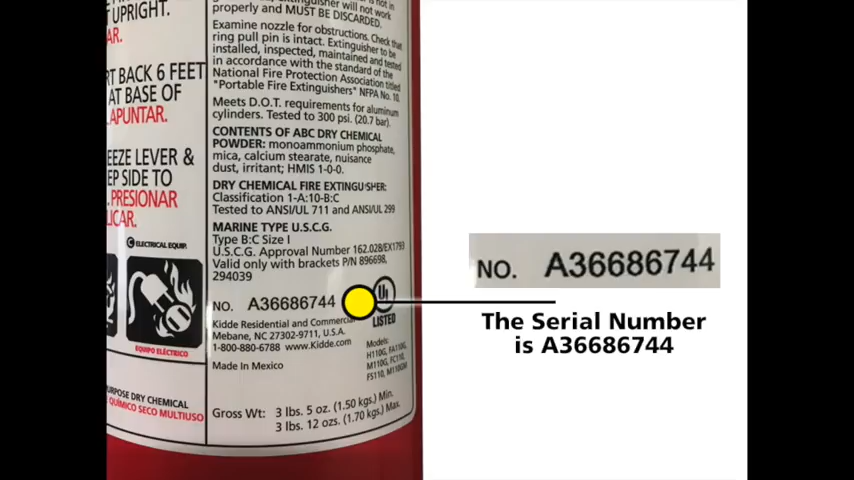 UPRIGHT.
AR.
RT BACK 6 FEET
AT BASE OF
APUNTAR.
EEZE LEVER &
EP SIDE TO
PRESIONAR
LICAR.
C ELECTRICAL EQUIP.
EQUIPO ELÉCTRICO
URPOSE DRY CHEMICAL
QUÍMICO SECO MULTIUSO
extinguisher will not work
properly and MUST BE DISCARDED.
Examine nozzle for obstructions. Check that
ring pull pin is intact. Extinguisher to be
installed, inspected, maintained and tested
in accordance with the standard of the
National Fire Protection Association titled
"Portable Fire Extinguishers" NFPA No. 10.
Meets D.O.T. requirements for aluminum
cylinders. Tested to 300 psi. (20.7 bar).
CONTENTS OF ABC DRY CHEMICAL
POWDER: monoammonium phosphate,
mica, calcium stearate, nuisance
dust, irritant; HMIS 1-0-0.
DRY CHEMICAL FIRE EXTINGUISHER:
Classification 1-A:10-B:C
Tested to ANSI/UL 711 and ANSI/UL 299
MARINE TYPE U.S.C.G.
Type B:C Size I
U.S.C.G. Approval Number 162.028/EX1793
Valid only with brackets P/N 896698,
294039
NO. A36686744
UL
LISTED
Kidde Residential and Commercial
Mebane, NC 27302-9711, U.S.A.
1-800-880-6788 www.Kidde.com
Made In Mexico
Models:
H110G, FA110G,
M110G, FC110,
FS110, M110GM
Gross Wt: 3 lbs. 5 oz. (1.50 kgs.) Min.
3 lbs. 12 ozs. (1.70 kgs.) Max.
NO. A36686744
The Serial Number
is A36686744